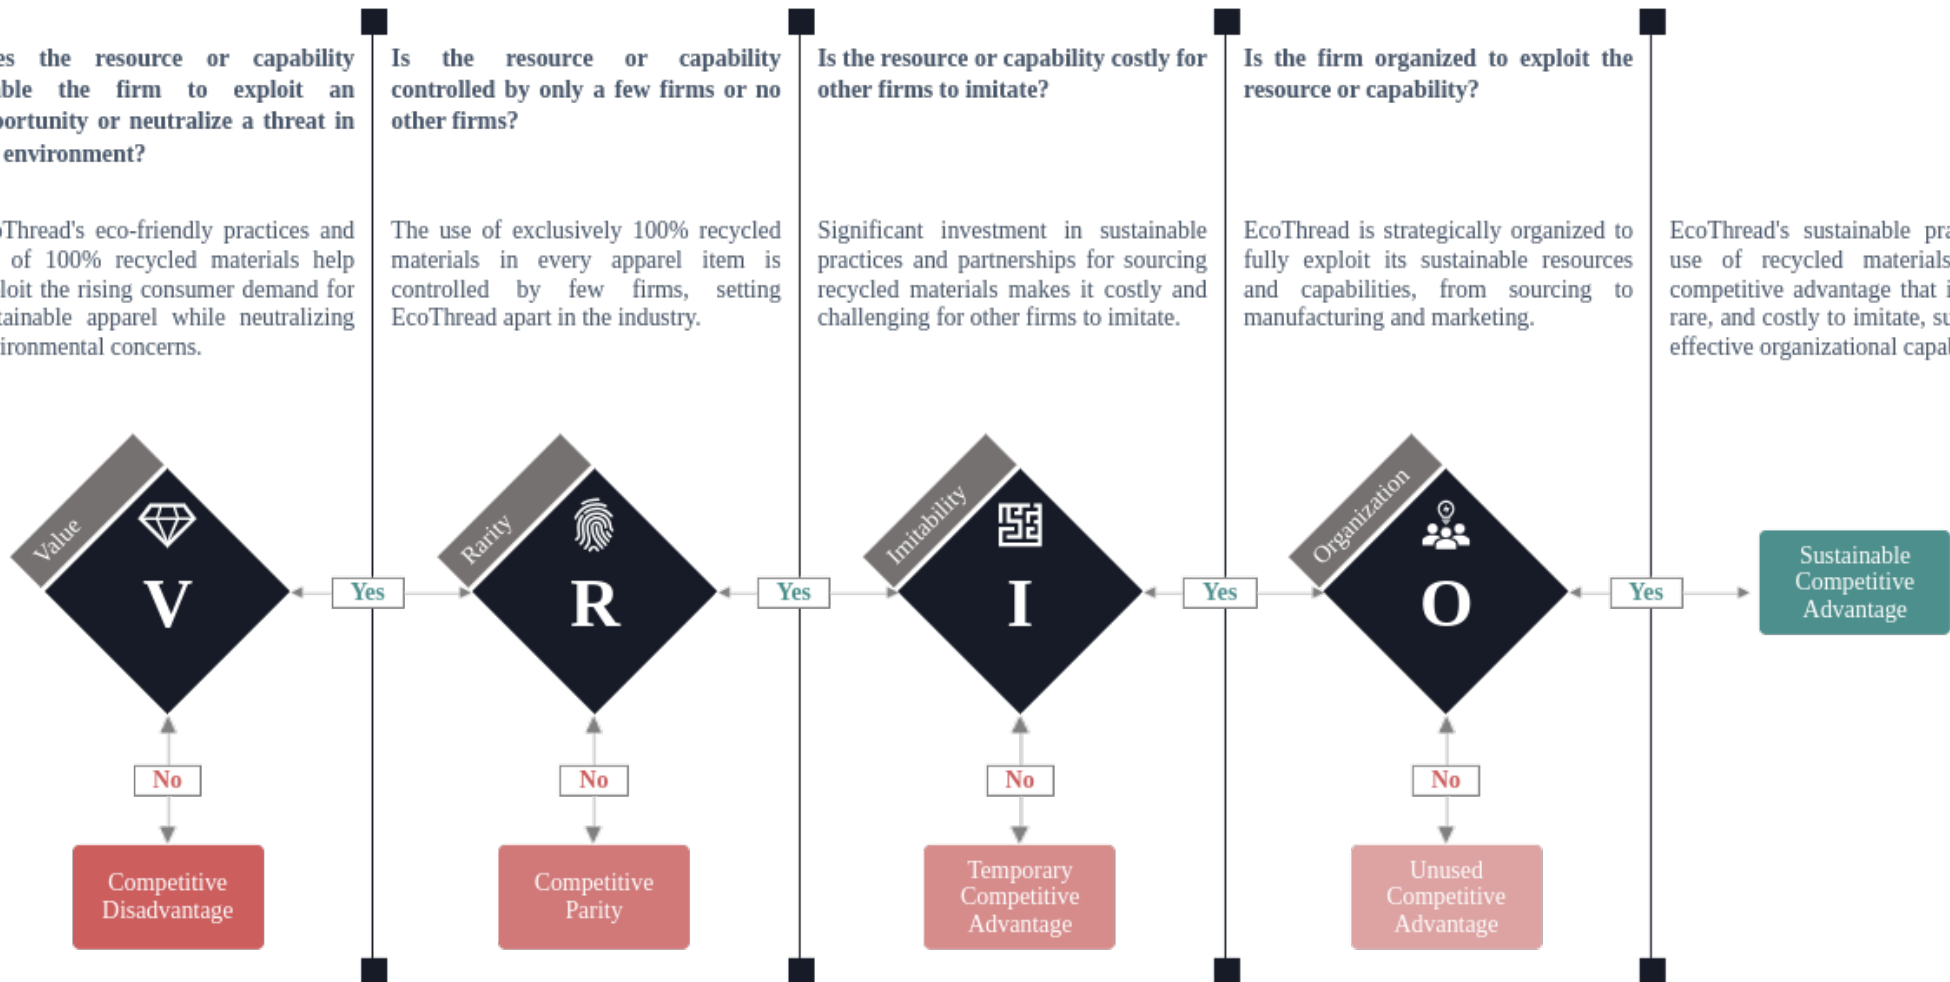 es the resource or capability
ble the firm to exploit an
portunity or neutralize a threat in
environment?
Is the resource or capability
controlled by only a few firms or no
other firms?
Is the resource or capability costly for
other firms to imitate?
Is the firm organized to exploit the
resource or capability?
oThread's eco-friendly practices and
of 100% recycled materials help
loit the rising consumer demand for
tainable apparel while neutralizing
ironmental concerns.
The use of exclusively 100% recycled
materials in every apparel item is
controlled by few firms, setting
EcoThread apart in the industry.
Significant investment in sustainable
practices and partnerships for sourcing
recycled materials makes it costly and
challenging for other firms to imitate.
EcoThread is strategically organized to
fully exploit its sustainable resources
and capabilities, from sourcing to
manufacturing and marketing.
EcoThread's sustainable pra
use of recycled materials
competitive advantage that i
rare, and costly to imitate, su
effective organizational capab
Value
V
Yes
Rarity
R
Yes
Imitability
I
Yes
Organization
O
Yes
Sustainable
Competitive
Advantage
No
No
No
No
Competitive
Disadvantage
Competitive
Parity
Temporary
Competitive
Advantage
Unused
Competitive
Advantage